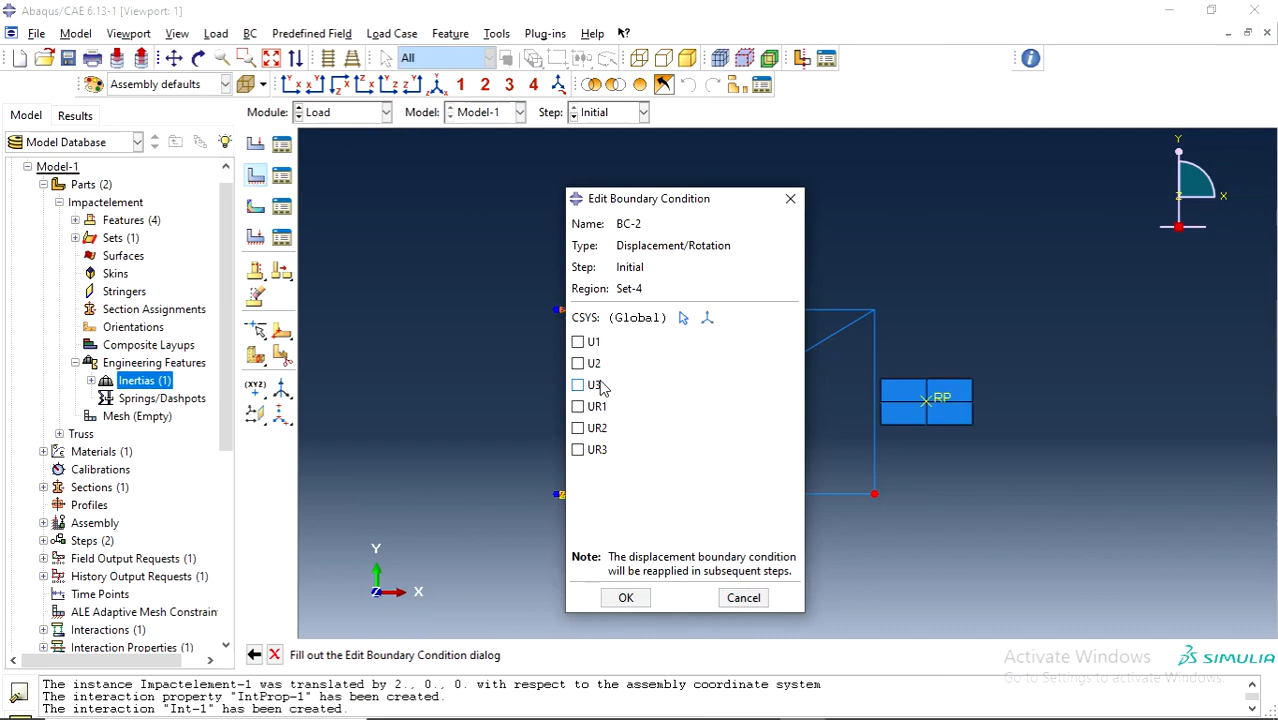 Abaqus/CAE 6.13-1 [Viewport: 1]
File Model Viewport View Load BC Predefined Field Load Case Feature Tools Plug-ins Help
All
Assembly defaults
1 2 3 4
Model Results
Module: Load Model: Model-1 Step: Initial
Model Database
Model-1
Parts (2)
Impactelement
Features (4)
Sets (1)
Surfaces
Skins
Stringers
Section Assignments
Orientations
Composite Layups
Engineering Features
Inertias (1)
Springs/Dashpots
Mesh (Empty)
Truss
Materials (1)
Calibrations
Sections (1)
Profiles
Assembly
Steps (2)
Field Output Requests (1)
History Output Requests (1)
Time Points
ALE Adaptive Mesh Constrain
Interactions (1)
Interaction Properties (1)
(XYZ)
Edit Boundary Condition
Name: BC-2
Type: Displacement/Rotation
Step: Initial
Region: Set-4
CSYS: (Global)
U1
U2
U3
UR1
UR2
UR3
Note: The displacement boundary condition
will be reapplied in subsequent steps.
OK Cancel
RP
Y
X
Z
Y
X
Z
Fill out the Edit Boundary Condition dialog
Activate Windows
Go to Settings to activate Windows.
SIMULIA
The instance Impactelement-1 was translated by 2., 0., 0. with respect to the assembly coordinate system
The interaction property "IntProp-1" has been created.
The interaction "Int-1" has been created.